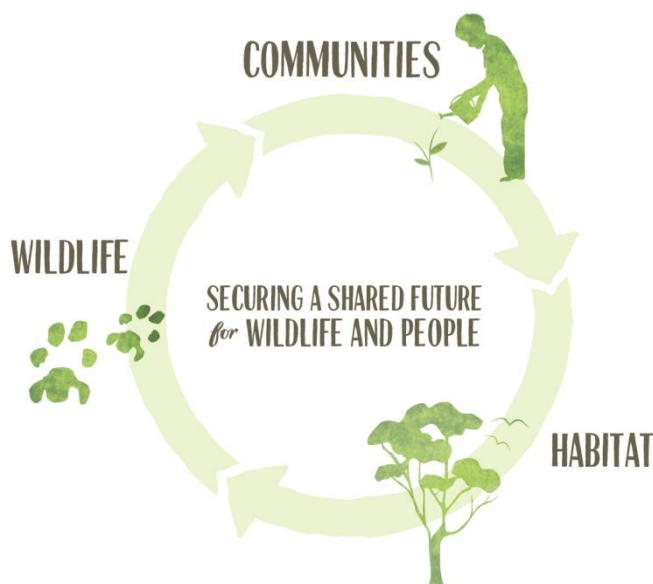 COMMUNITIES
WILDLIFE
SECURING A SHARED FUTURE
for WILDLIFE AND PEOPLE
HABITAT